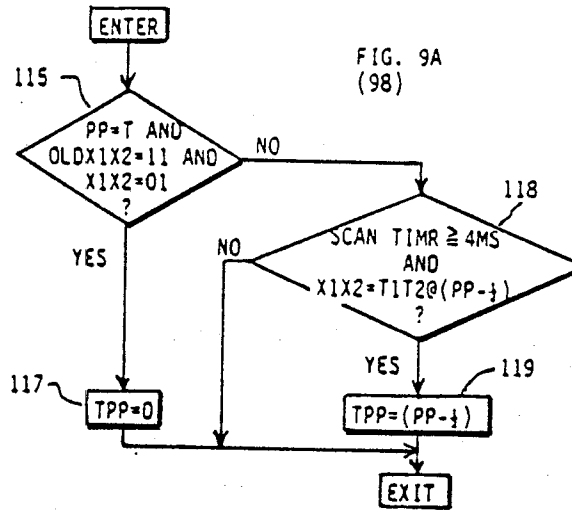 ENTER
FIG. 9A
(98)
115
PP=T AND
OLDX1X2=11 AND
X1X2=01
?
NO
118
SCAN TIMR ≧ 4MS
AND
X1X2=T1T2@(PP-½)
?
NO
YES
YES
117
TPP=0
119
TPP=(PP-½)
EXIT